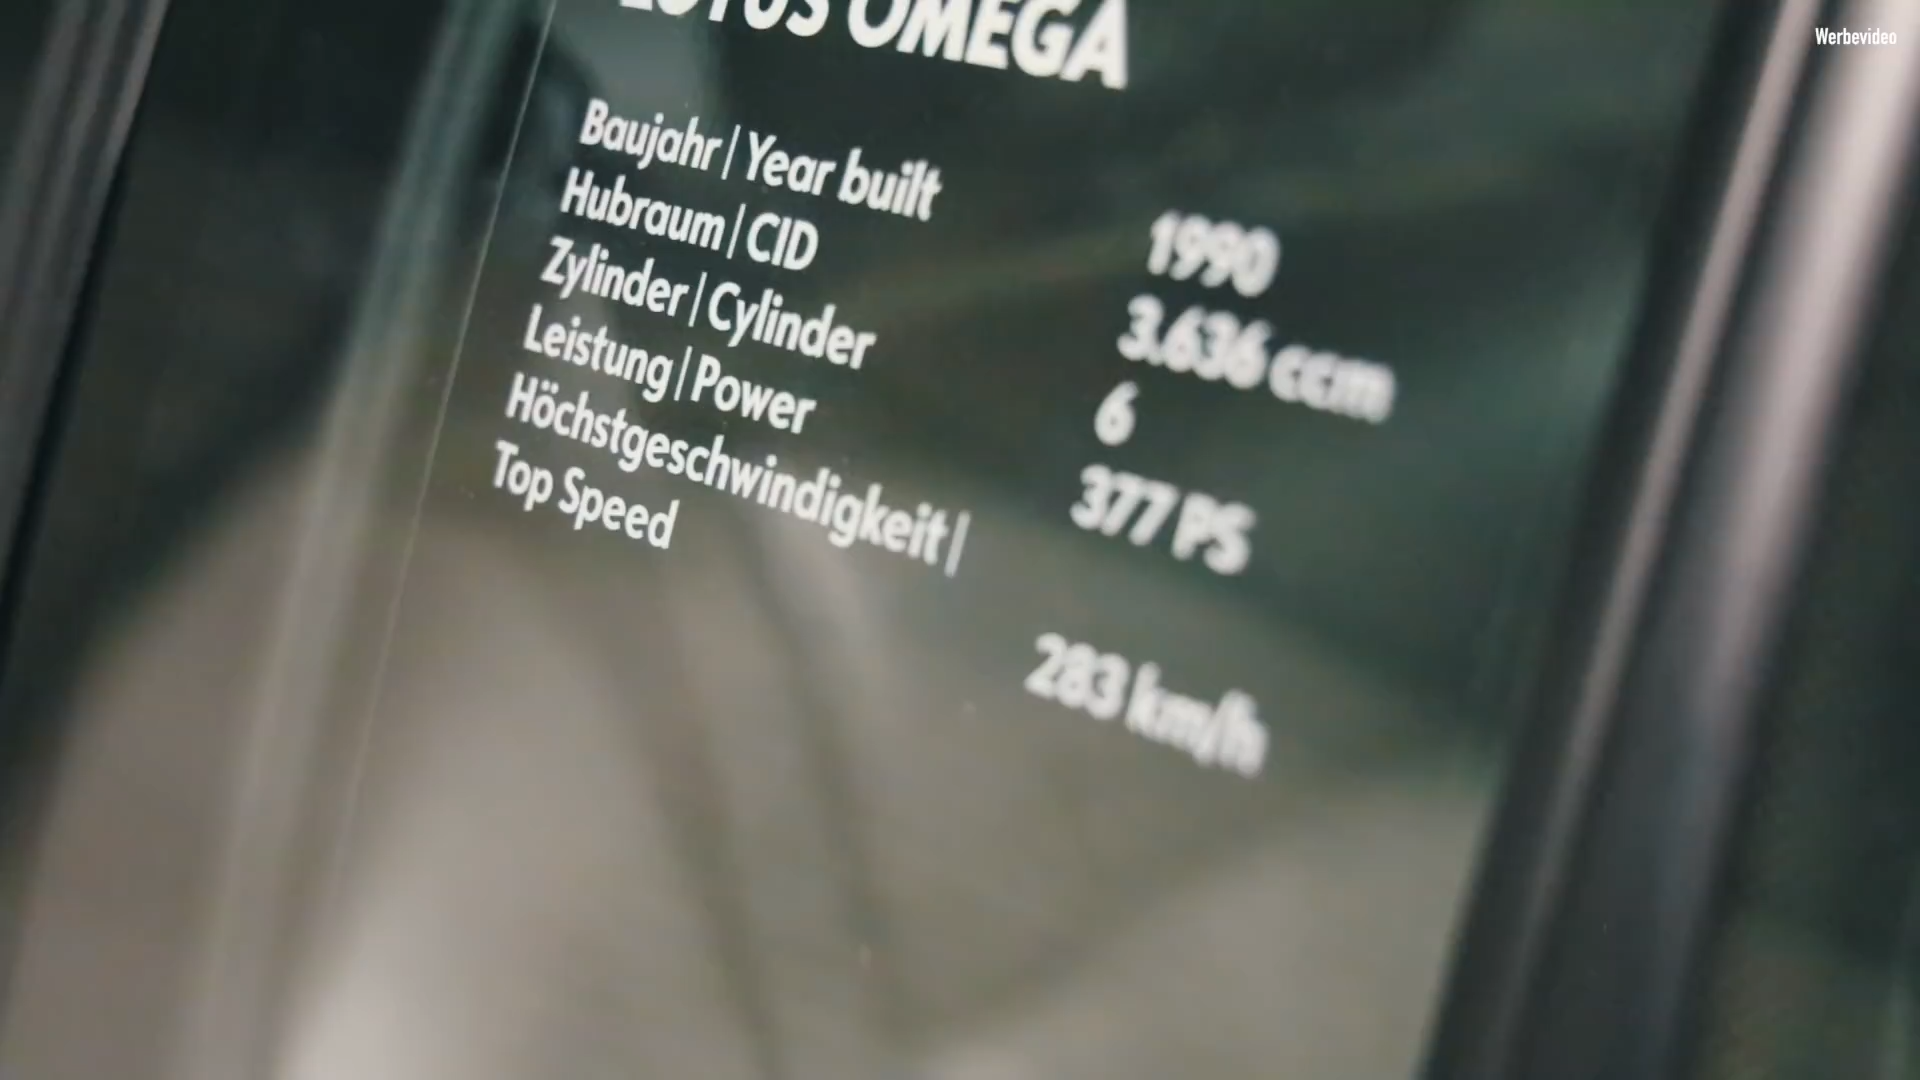 LOTUS OMEGA
Werbevideo
Baujahr | Year built 1990
Hubraum | CID 3.636 ccm
Zylinder | Cylinder 6
Leistung | Power 377 PS
Höchstgeschwindigkeit |
Top Speed 283 km/h